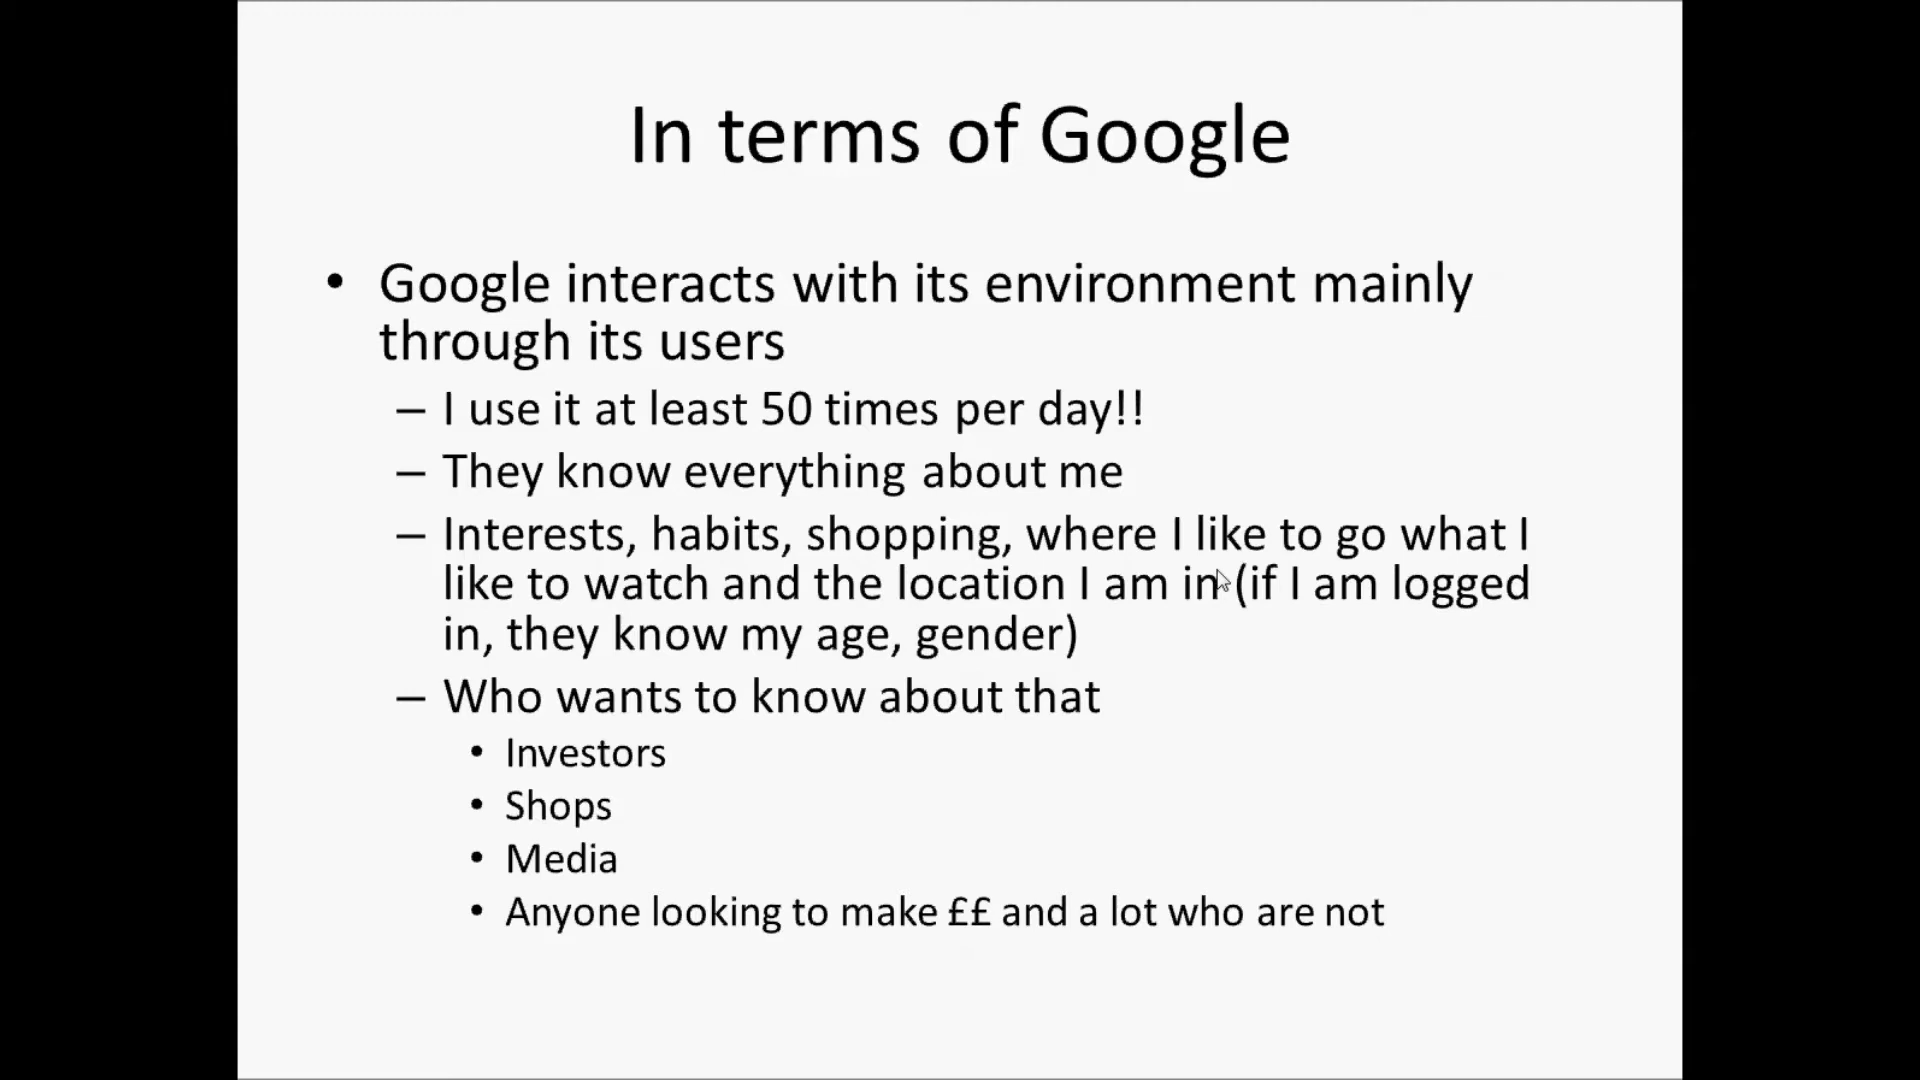 In terms of Google
• Google interacts with its environment mainly
through its users
– I use it at least 50 times per day!!
– They know everything about me
– Interests, habits, shopping, where I like to go what I
like to watch and the location I am in (if I am logged
in, they know my age, gender)
– Who wants to know about that
• Investors
• Shops
• Media
• Anyone looking to make ££ and a lot who are not